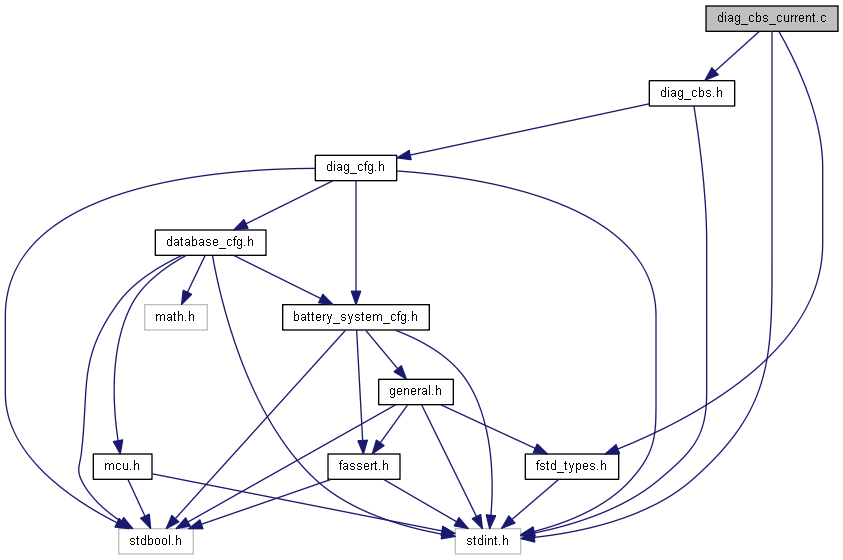 diag_cbs_current.c
diag_cbs.h
diag_cfg.h
database_cfg.h
math.h
battery_system_cfg.h
general.h
mcu.h
fassert.h
fstd_types.h
stdbool.h
stdint.h